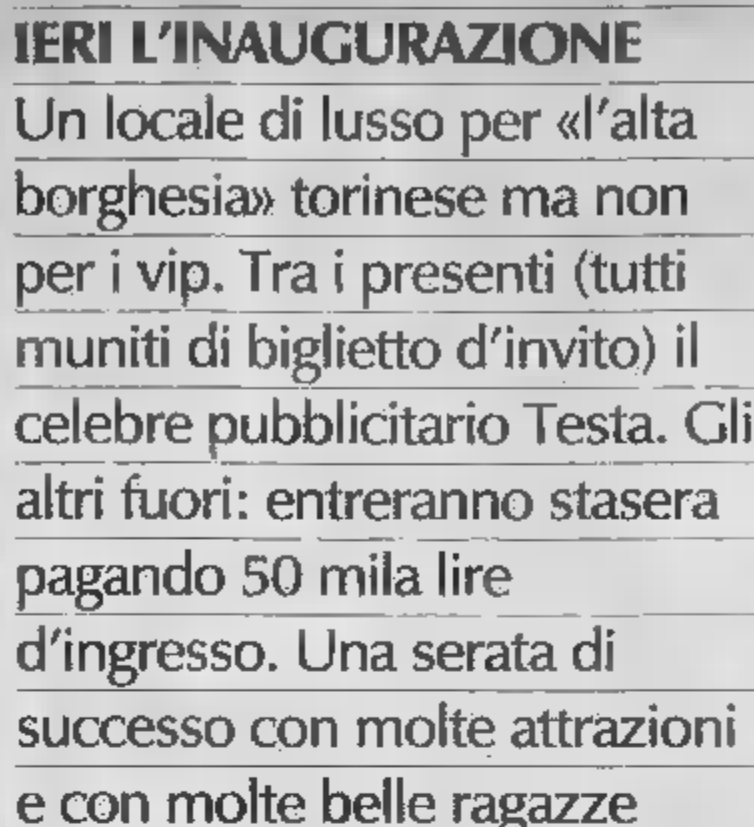 IERI L'INAUGURAZIONE
Un locale di lusso per «l'alta
borghesia» torinese ma non
per i vip. Tra i presenti (tutti
muniti di biglietto d'invito) il
celebre pubblicitario Testa. Gli
altri fuori: entreranno stasera
pagando 50 mila lire
d'ingresso. Una serata di
successo con molte attrazioni
e con molte belle ragazze